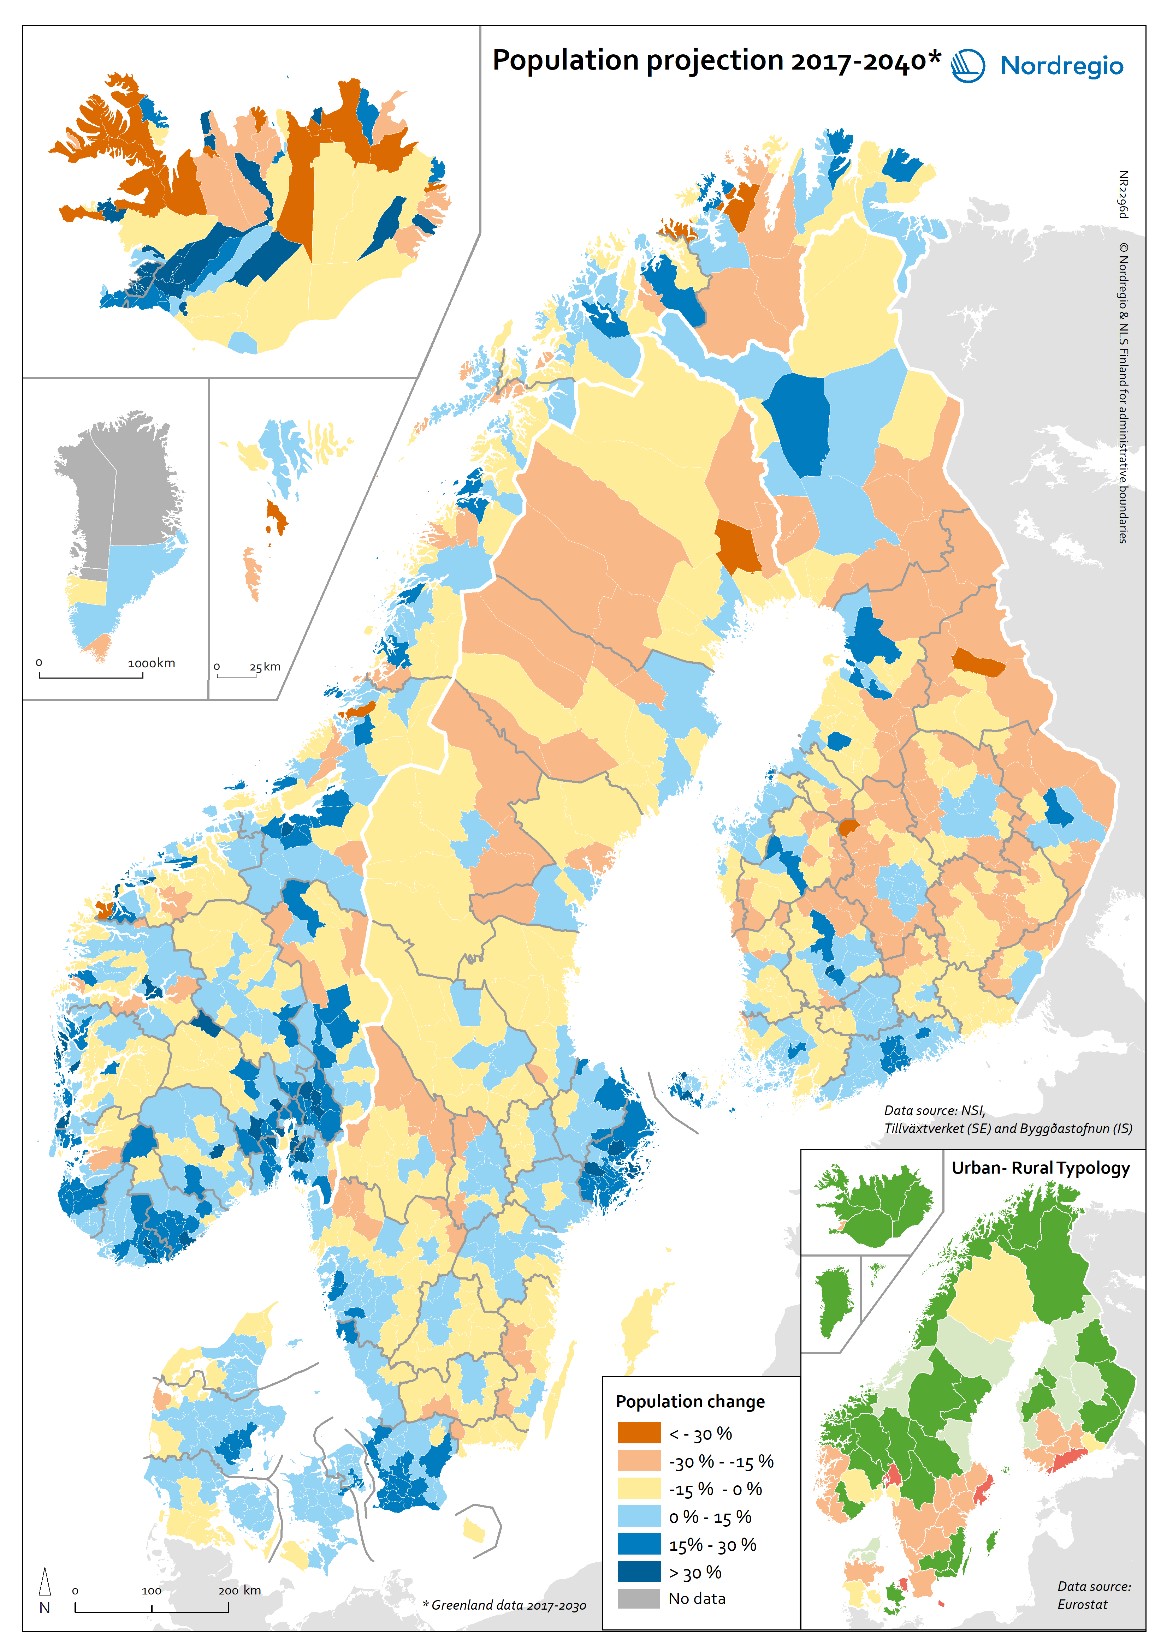 Population projection 2017-2040*
Nordregio
NR2296d
© Nordregio & NLS Finland for administrative boundaries
0 1000km
0 25km
Data source: NSI,
Tillväxtverket (SE) and Byggðastofnun (IS)
Urban- Rural Typology
Population change
< - 30 %
-30 % - -15 %
-15 % - 0 %
0 % - 15 %
15% - 30 %
> 30 %
No data
N
0 100 200 km
* Greenland data 2017-2030
Data source:
Eurostat